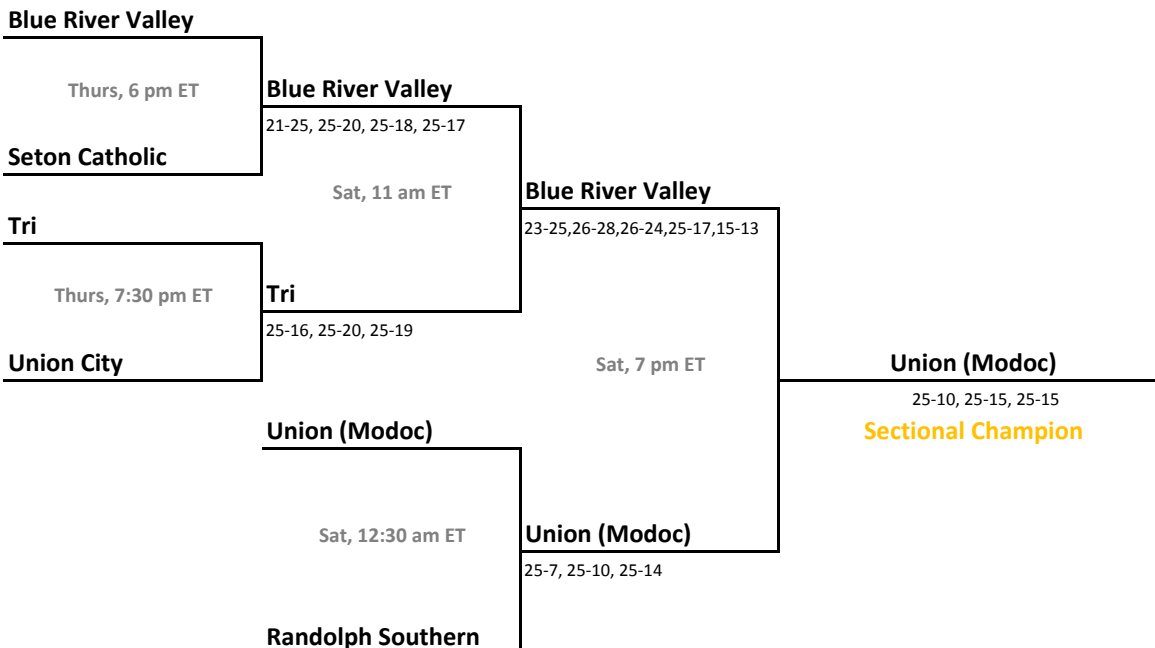 Blue River Valley
Thurs, 6 pm ET
Blue River Valley
21-25, 25-20, 25-18, 25-17
Seton Catholic
Sat, 11 am ET
Blue River Valley
Tri
23-25,26-28,26-24,25-17,15-13
Thurs, 7:30 pm ET
Tri
25-16, 25-20, 25-19
Union City
Sat, 7 pm ET
Union (Modoc)
25-10, 25-15, 25-15
Union (Modoc)
Sectional Champion
Sat, 12:30 am ET
Union (Modoc)
25-7, 25-10, 25-14
Randolph Southern